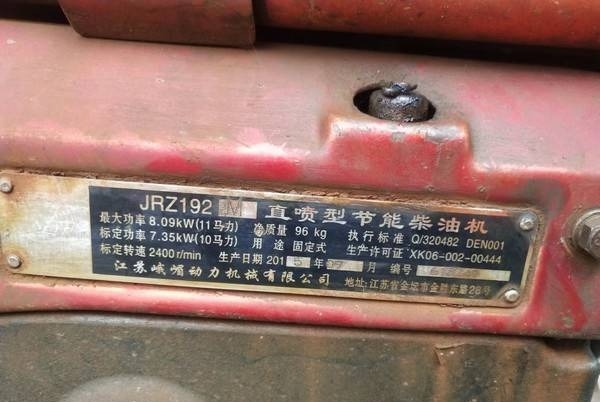 JRZ192 M 直喷型节能柴油机
最大功率 8.09kW(11马力) 净质量 96 kg 执行标准 Q/320482 DEN001
标定功率 7.35kW(10马力) 用途 固定式 生产许可证 XK06-002-00444
标定转速 2400r/min 生产日期 201 年 月 编号
江苏峨嵋动力机械有限公司 地址:江苏省金坛市金胜东路28号